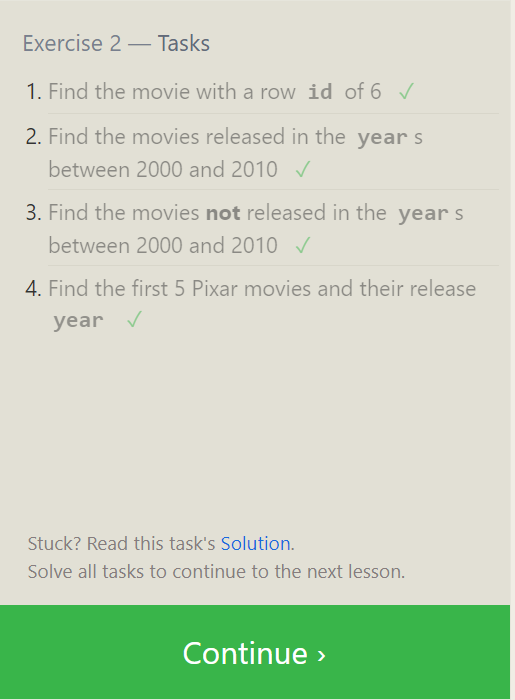 Exercise 2 — Tasks
1. Find the movie with a row id of 6 ✓
2. Find the movies released in the year s
between 2000 and 2010 ✓
3. Find the movies not released in the year s
between 2000 and 2010 ✓
4. Find the first 5 Pixar movies and their release
year ✓
Stuck? Read this task's Solution.
Solve all tasks to continue to the next lesson.
Continue ›